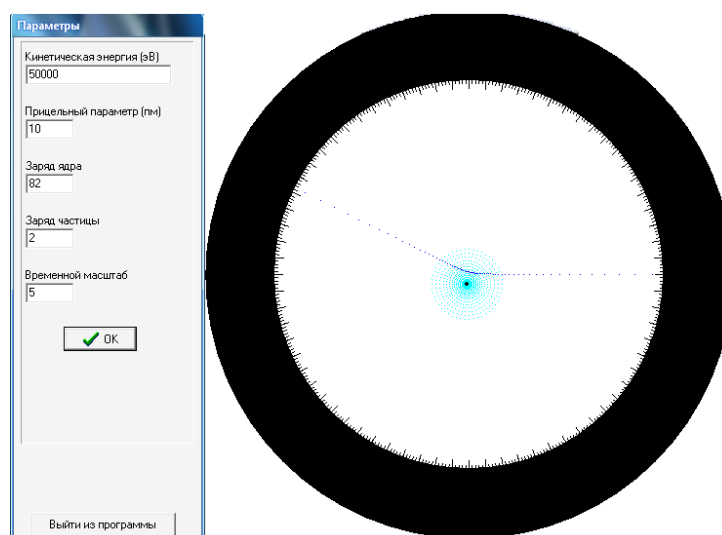 Параметры
Кинетическая энергия (эВ)
50000
Прицельный параметр (пм)
10
Заряд ядра
82
Заряд частицы
2
Временной масштаб
5
OK
Выйти из программы